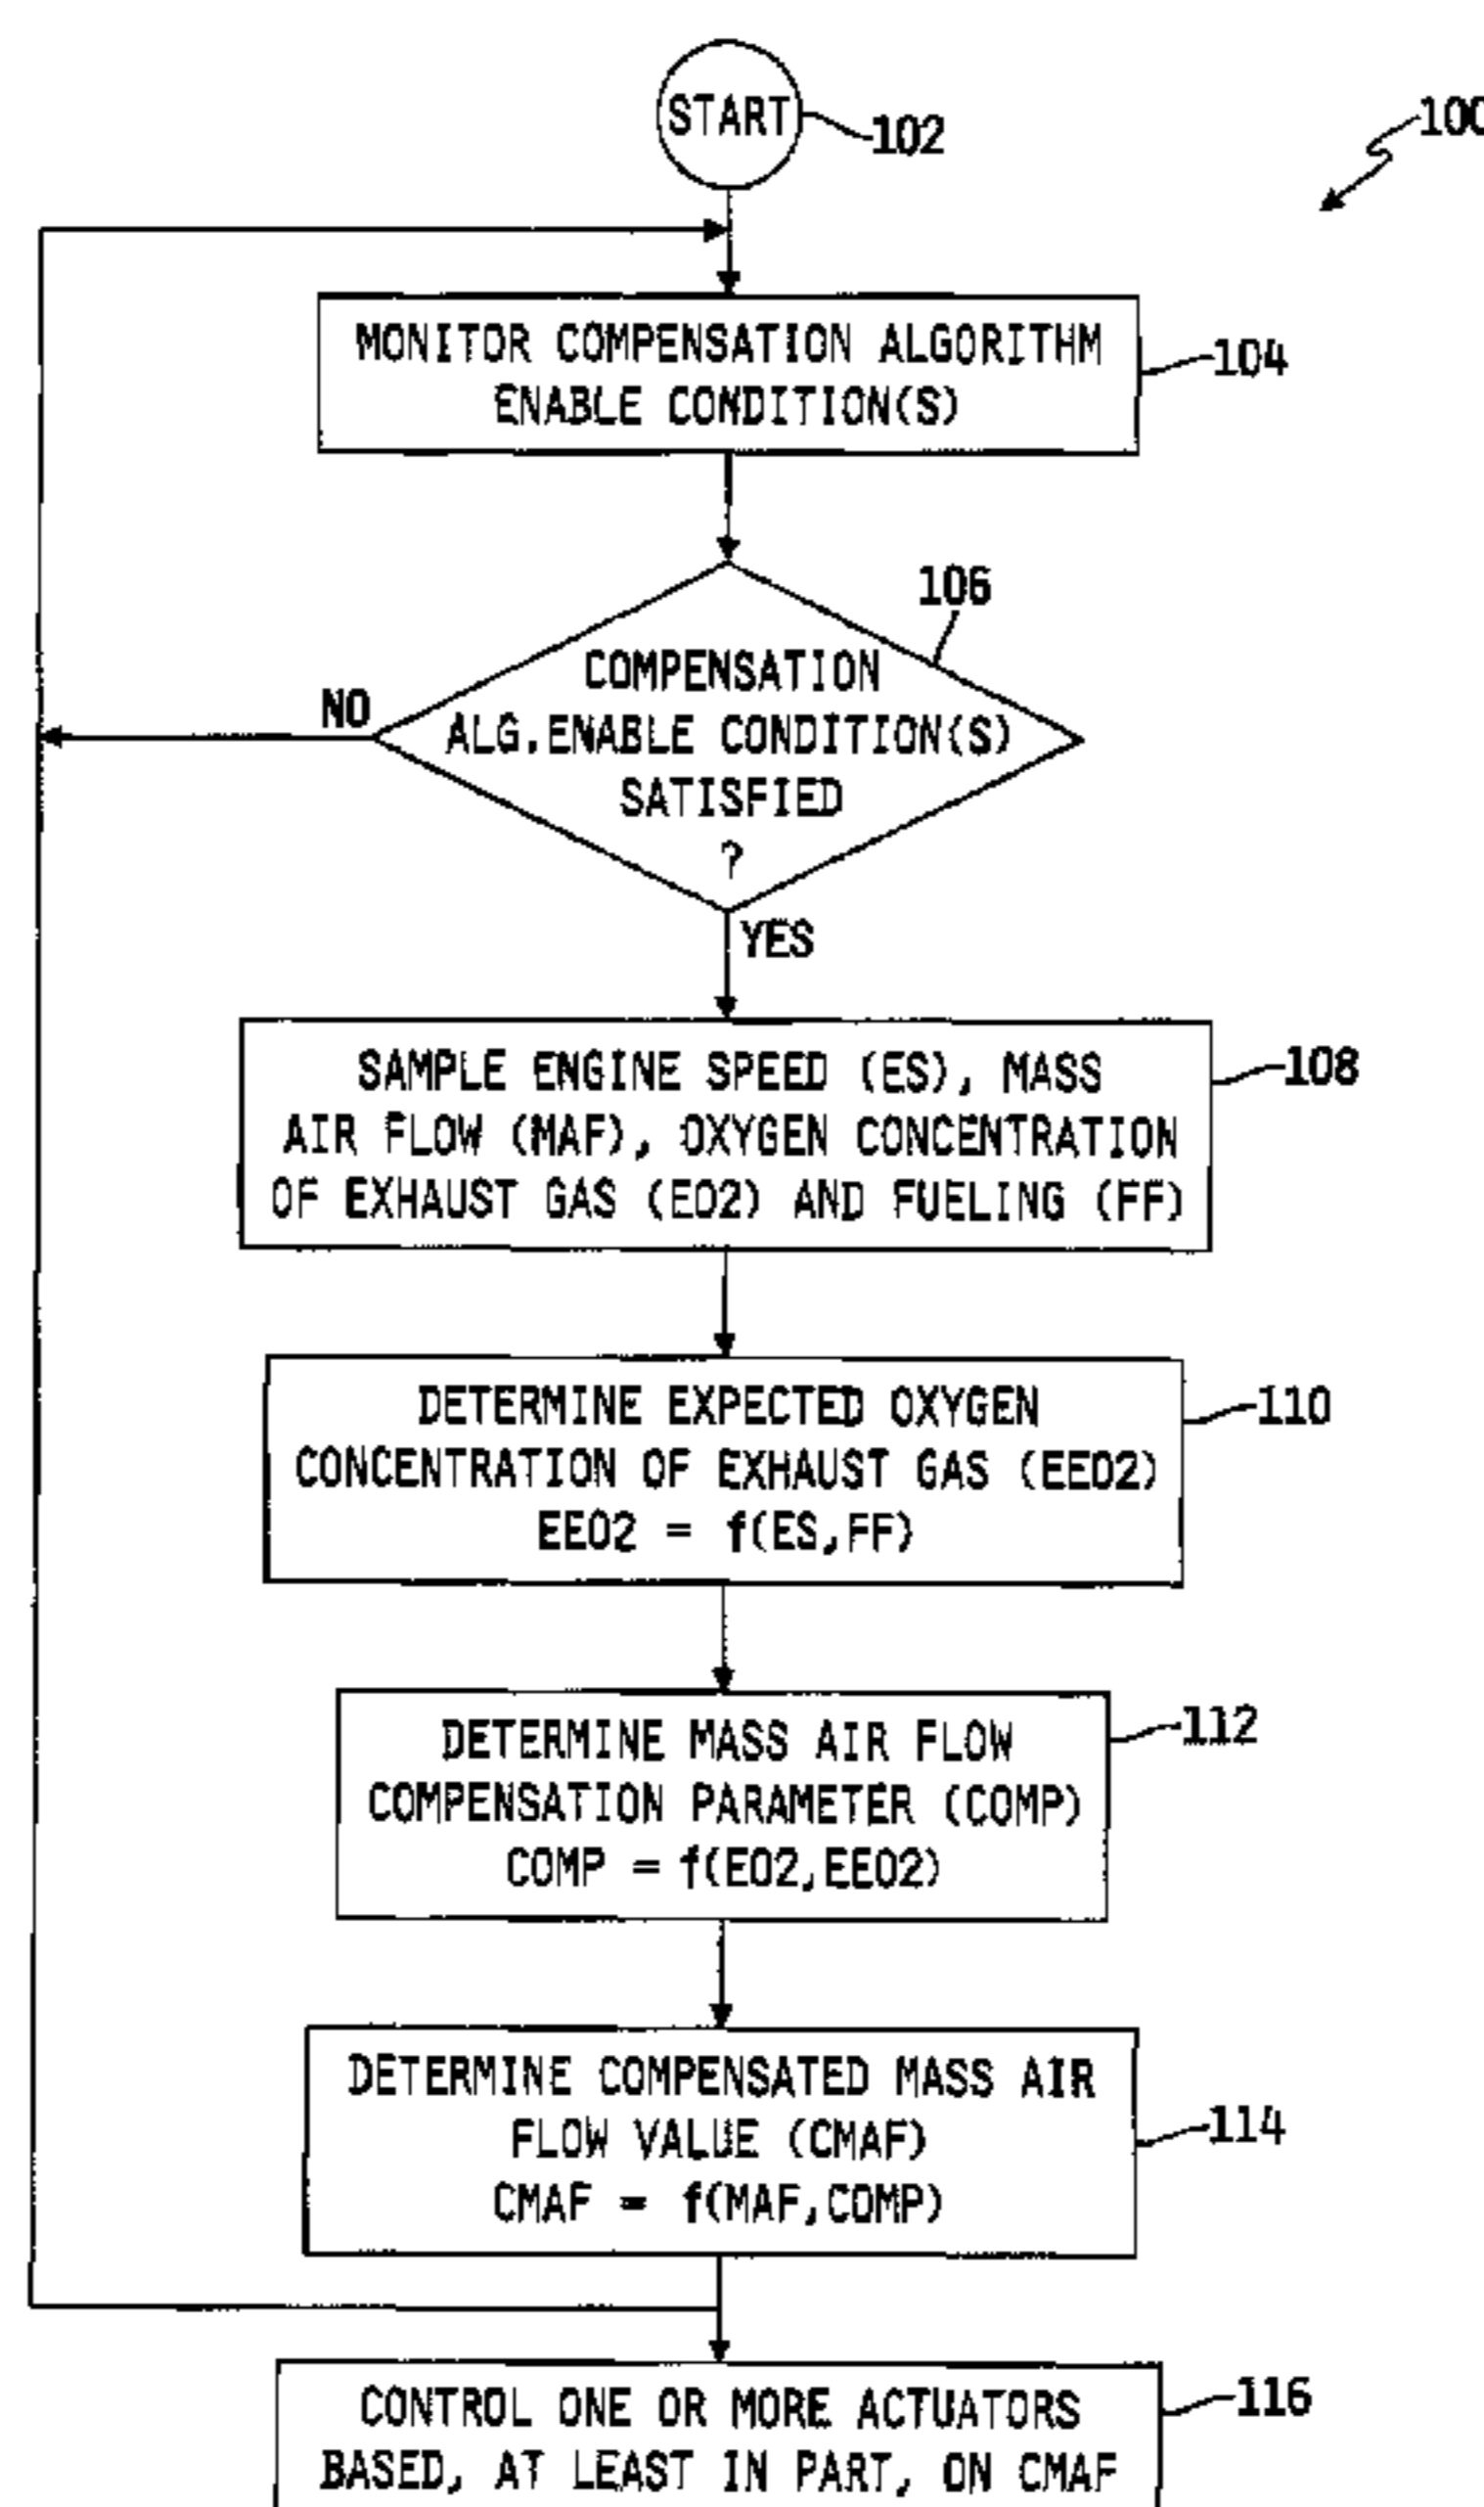 START
102
100
MONITOR COMPENSATION ALGORITHM
ENABLE CONDITION(S)
104
106
COMPENSATION
ALG.ENABLE CONDITION(S)
SATISFIED
?
NO
YES
SAMPLE ENGINE SPEED (ES), MASS
AIR FLOW (MAF), OXYGEN CONCENTRATION
OF EXHAUST GAS (EO2) AND FUELING (FF)
108
DETERMINE EXPECTED OXYGEN
CONCENTRATION OF EXHAUST GAS (EEO2)
EEO2 = f(ES,FF)
110
DETERMINE MASS AIR FLOW
COMPENSATION PARAMETER (COMP)
COMP = f(EO2,EEO2)
112
DETERMINE COMPENSATED MASS AIR
FLOW VALUE (CMAF)
CMAF = f(MAF,COMP)
114
CONTROL ONE OR MORE ACTUATORS
BASED, AT LEAST IN PART, ON CMAF
116